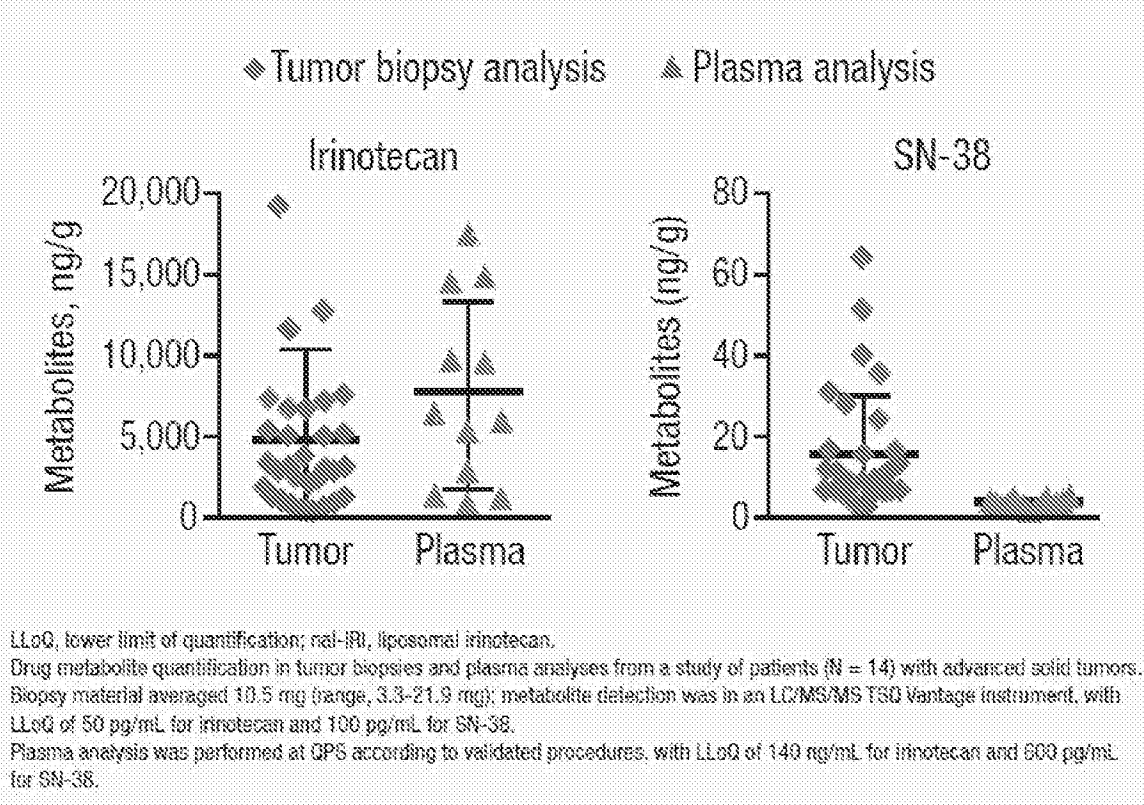 Tumor biopsy analysis Plasma analysis
Irinotecan SN-38
Metabolites, ng/g
20,000
15,000
10,000
5,000
0
Tumor Plasma
Metabolites (ng/g)
80
60
40
20
0
Tumor Plasma
LLoQ, lower limit of quantification; nal-IRI, liposomal irinotecan.
Drug metabolite quantification in tumor biopsies and plasma analyses from a study of patients (N = 14) with advanced solid tumors.
Biopsy material averaged 10.5 mg (range, 3.3-21.9 mg); metabolite detection was in an LC/MS/MS TSQ Vantage instrument, with
LLoQ of 50 pg/mL for irinotecan and 100 pg/mL for SN-38.
Plasma analysis was performed at QPS according to validated procedures, with LLoQ of 140 ng/mL for irinotecan and 600 pg/mL
for SN-38.